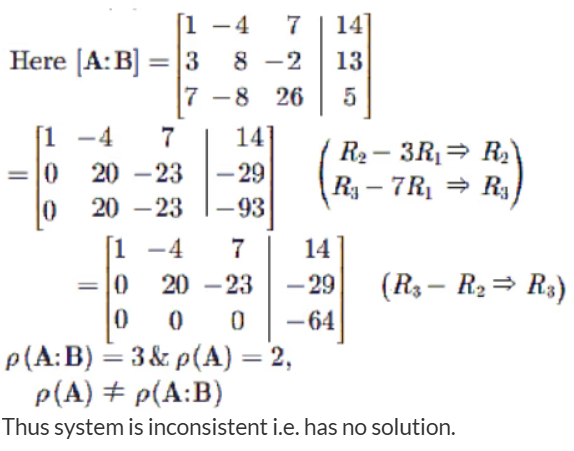 [1 −4 7 | 14]
Here [A:B] = [3 8 −2 | 13]
[7 −8 26 | 5]
[1 −4 7 | 14]
= [0 20 −23 | −29] (R₂ − 3R₁ ⇒ R₂
[0 20 −23 | −93] R₃ − 7R₁ ⇒ R₃)
[1 −4 7 | 14]
= [0 20 −23 | −29] (R₃ − R₂ ⇒ R₃)
[0 0 0 | −64]
ρ(A:B) = 3 & ρ(A) = 2,
ρ(A) ≠ ρ(A:B)
Thus system is inconsistent i.e. has no solution.